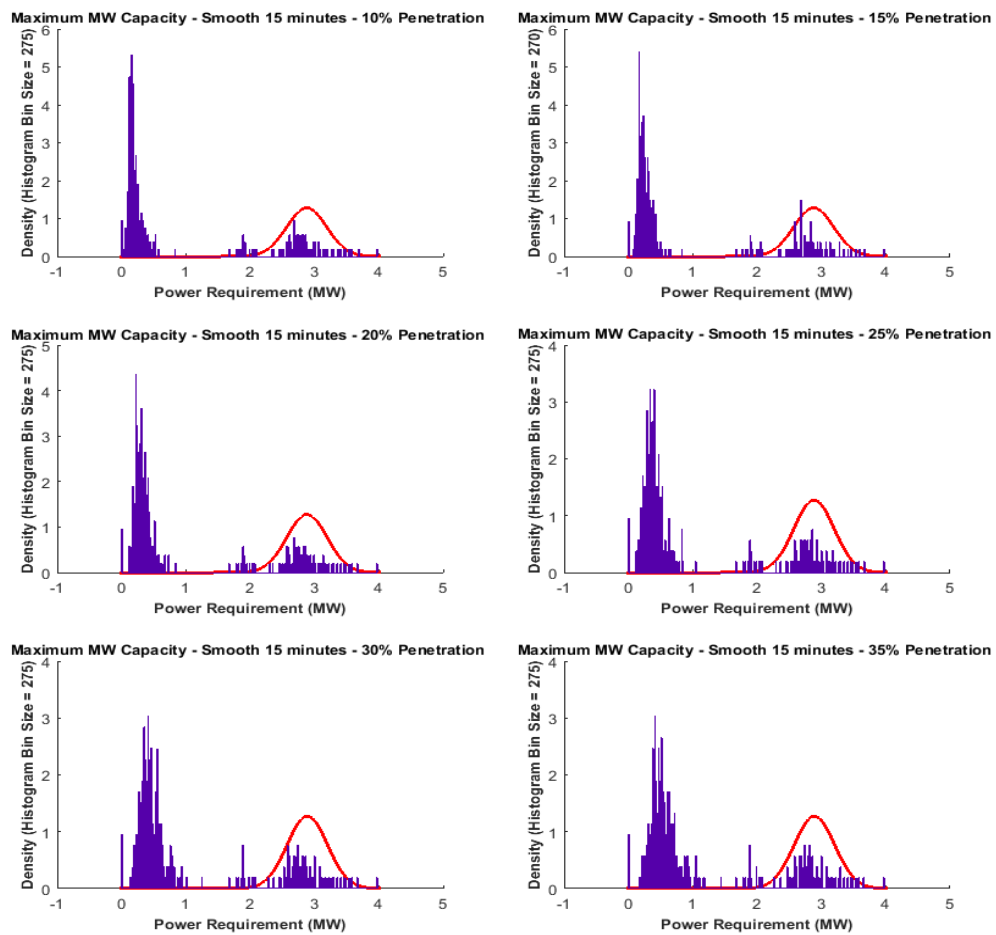 Maximum MW Capacity - Smooth 15 minutes - 10% Penetration
Density (Histogram Bin Size = 275)
6
5
4
3
2
1
0
-1 0 1 2 3 4 5
Power Requirement (MW)
Maximum MW Capacity - Smooth 15 minutes - 15% Penetration
Density (Histogram Bin Size = 270)
6
5
4
3
2
1
0
-1 0 1 2 3 4 5
Power Requirement (MW)
Maximum MW Capacity - Smooth 15 minutes - 20% Penetration
Density (Histogram Bin Size = 275)
5
4
3
2
1
0
-1 0 1 2 3 4 5
Power Requirement (MW)
Maximum MW Capacity - Smooth 15 minutes - 25% Penetration
Density (Histogram Bin Size = 275)
4
3
2
1
0
-1 0 1 2 3 4 5
Power Requirement (MW)
Maximum MW Capacity - Smooth 15 minutes - 30% Penetration
Density (Histogram Bin Size = 275)
4
3
2
1
0
-1 0 1 2 3 4 5
Power Requirement (MW)
Maximum MW Capacity - Smooth 15 minutes - 35% Penetration
Density (Histogram Bin Size = 275)
4
3
2
1
0
-1 0 1 2 3 4 5
Power Requirement (MW)